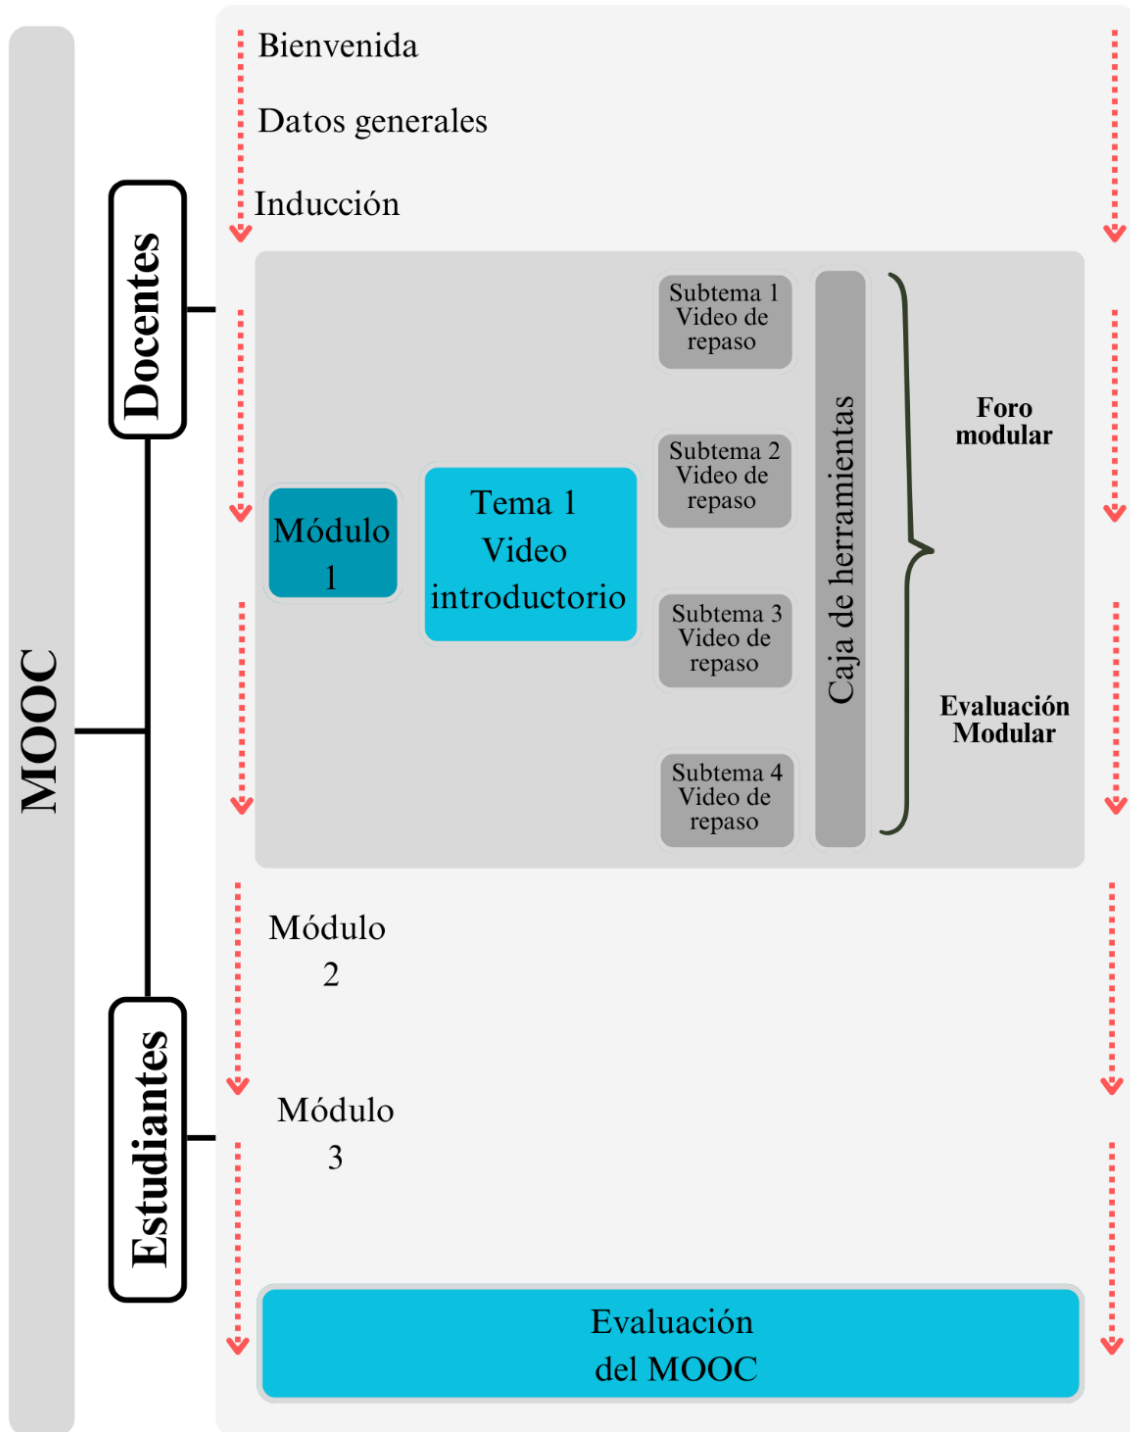 MOOC
Docentes
Estudiantes
Bienvenida
Datos generales
Inducción
Módulo
1
Tema 1
Video
introductorio
Subtema 1
Video de
repaso
Subtema 2
Video de
repaso
Subtema 3
Video de
repaso
Subtema 4
Video de
repaso
Caja de herramientas
Foro
modular
Evaluación
Modular
Módulo
2
Módulo
3
Evaluación
del MOOC